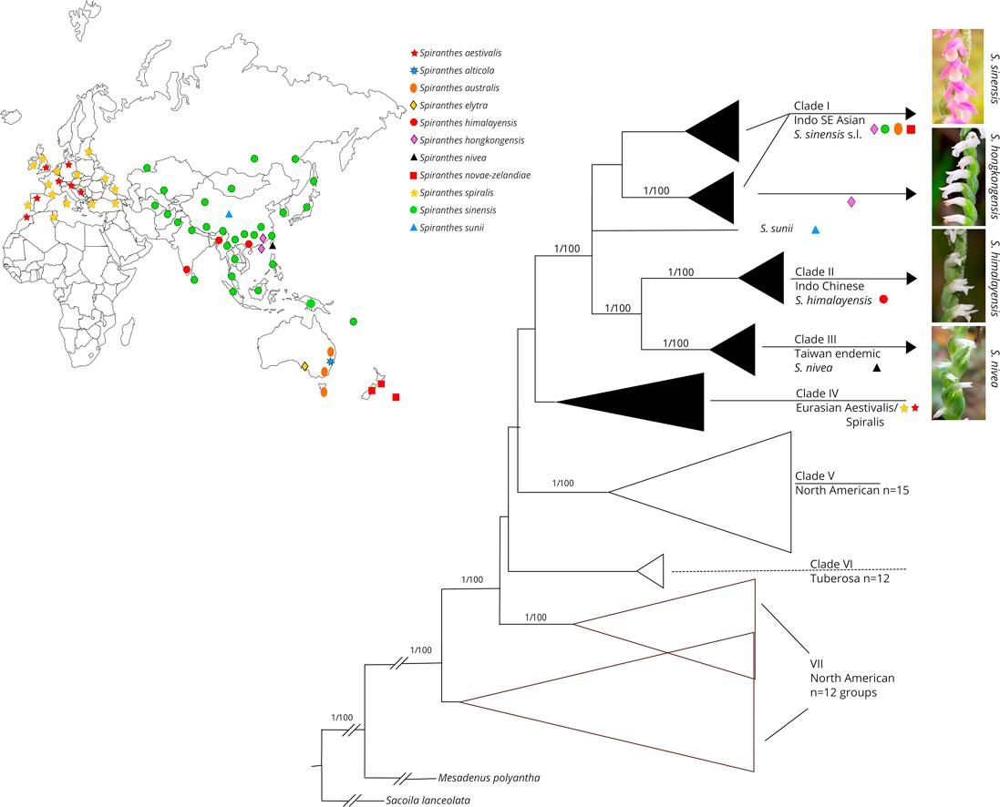 Spiranthes aestivalis
Spiranthes alticola
Spiranthes australis
Spiranthes elytra
Spiranthes himalayensis
Spiranthes hongkongensis
Spiranthes nivea
Spiranthes novae-zelandiae
Spiranthes spiralis
Spiranthes sinensis
Spiranthes sunii
Clade I
Indo SE Asian
S. sinensis s.l.
1/100
S. sunii
1/100
1/100
Clade II
Indo Chinese
S. himalayensis
1/100
1/100
Clade III
Taiwan endemic
S. nivea
Clade IV
Eurasian Aestivalis/
Spiralis
1/100
Clade V
North American n=15
Clade VI
Tuberosa n=12
1/100
1/100
1/100
VII
North American
n=12 groups
1/100
Mesadenus polyantha
Sacoila lanceolata
S. sinensis
S. hongkongensis
S. himalayensis
S. nivea